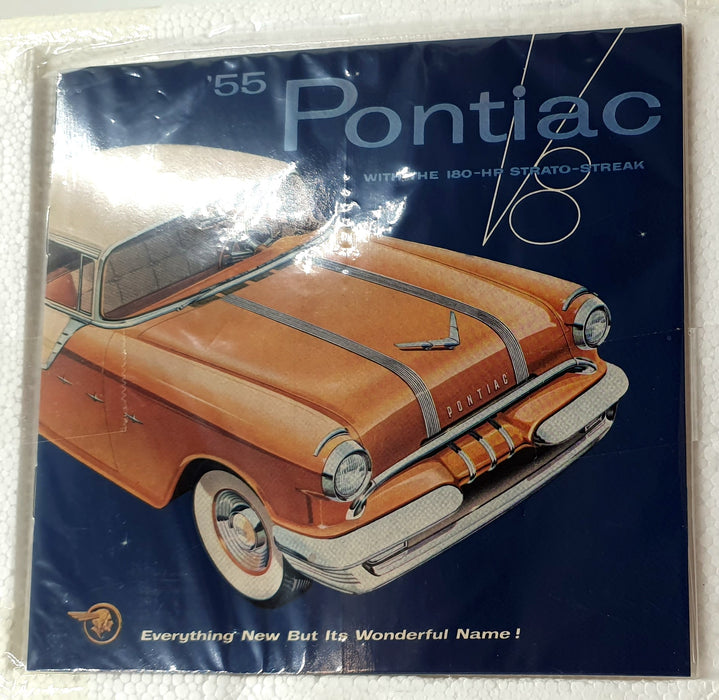 '55 Pontiac
WITH THE 180-HP STRATO-STREAK
V8
PONTIAC
Everything New But Its Wonderful Name!